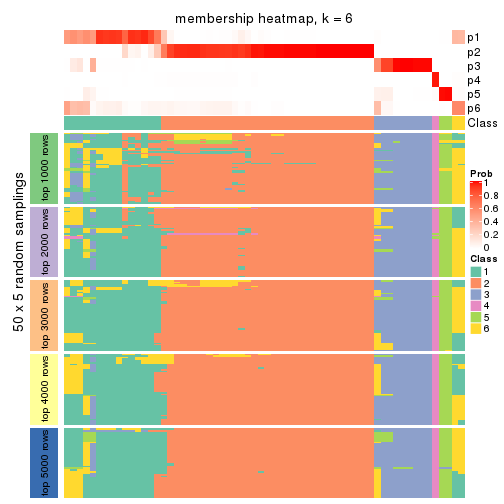 membership heatmap, k = 6
p1
p2
p3
p4
p5
p6
Class
50 x 5 random samplings
top 1000 rows
top 2000 rows
top 3000 rows
top 4000 rows
top 5000 rows
Prob
1
0.8
0.6
0.4
0.2
0
Class
1
2
3
4
5
6